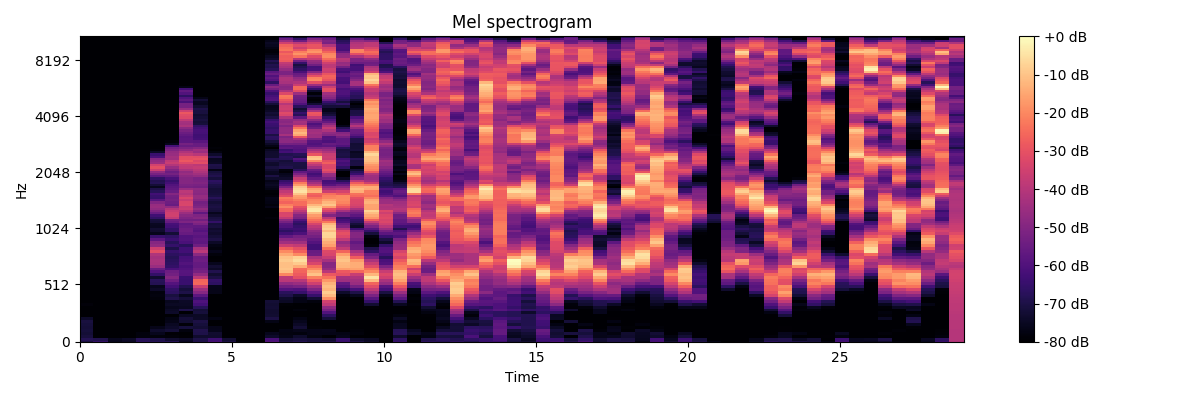 Mel spectrogram
Hz
8192
4096
2048
1024
512
0
0 5 10 15 20 25
Time
+0 dB
-10 dB
-20 dB
-30 dB
-40 dB
-50 dB
-60 dB
-70 dB
-80 dB